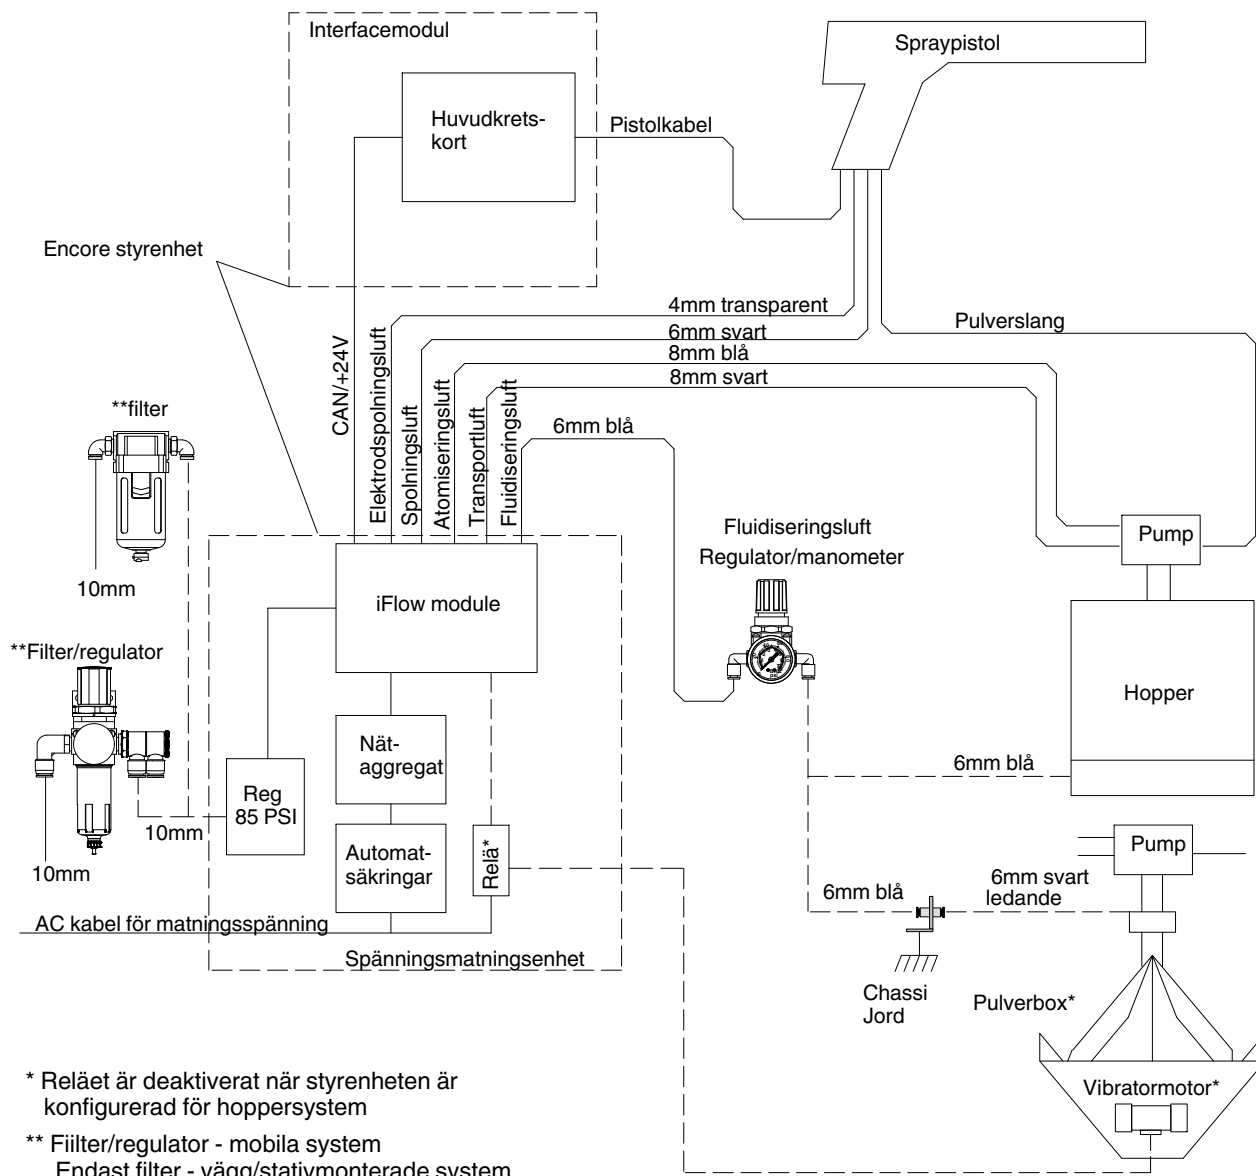 Interfacemodul
Spraypistol
Huvudkrets-
kort
Pistolkabel
Encore styrenhet
4mm transparent
6mm svart
8mm blå
8mm svart
Pulverslang
CAN/+24V
Elektrodspolningsluft
Spolningsluft
Atomiseringsluft
Transportluft
Fluidiseringsluft
6mm blå
**filter
10mm
Fluidiseringsluft
Regulator/manometer
Pump
iFlow module
**Filter/regulator
Hopper
Nät-
aggregat
Reg
85 PSI
6mm blå
10mm
Automat-
säkringar
Relä*
Pump
10mm
6mm blå
6mm svart
ledande
AC kabel för matningsspänning
Spänningsmatningsenhet
Chassi
Jord
Pulverbox*
Vibratormotor*
* Reläet är deaktiverat när styrenheten är
konfigurerad för hoppersystem
** Fiilter/regulator - mobila system
Endast filter - vägg/stativmonterade system